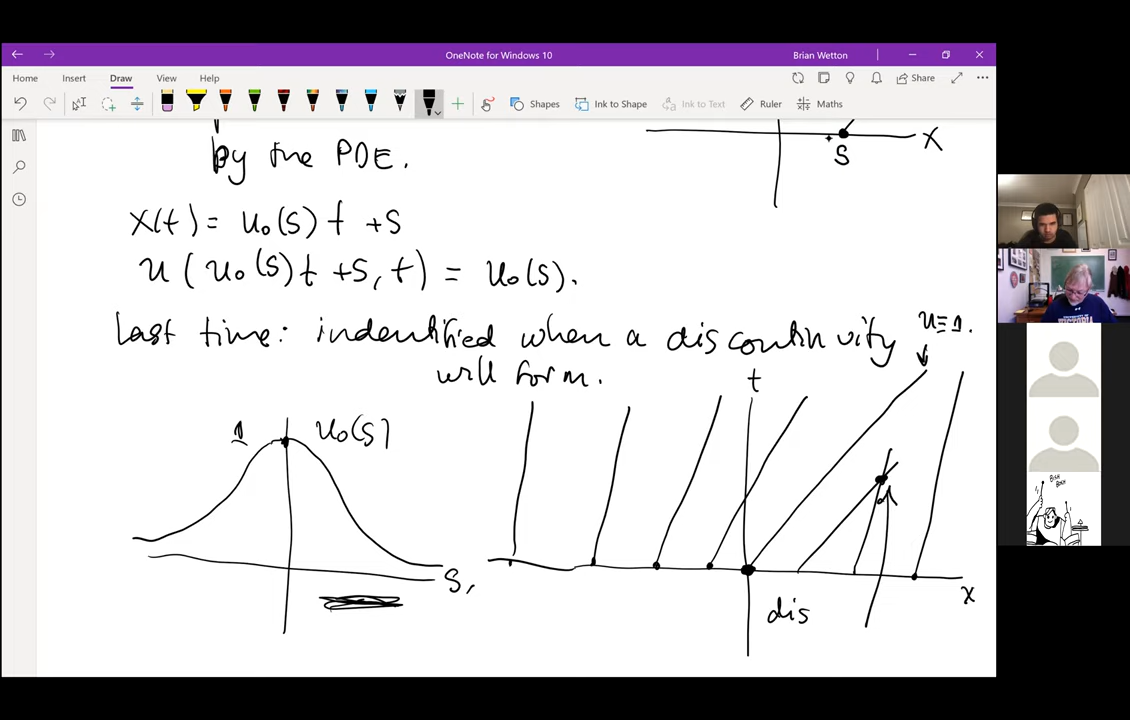 OneNote for Windows 10
Brian Wetton
Home Insert Draw View Help
Share
Shapes
Ink to Shape
Ink to Text
Ruler
Maths
by the PDE.
X
S
X(t) = u₀(s) t + s
u ( u₀(s) t + s, t ) = u₀(s).
last time: indentified when a discontinuity
will form.
u≡1.
t
1
u₀(s)
S,
x
dis
BISH
BOSH